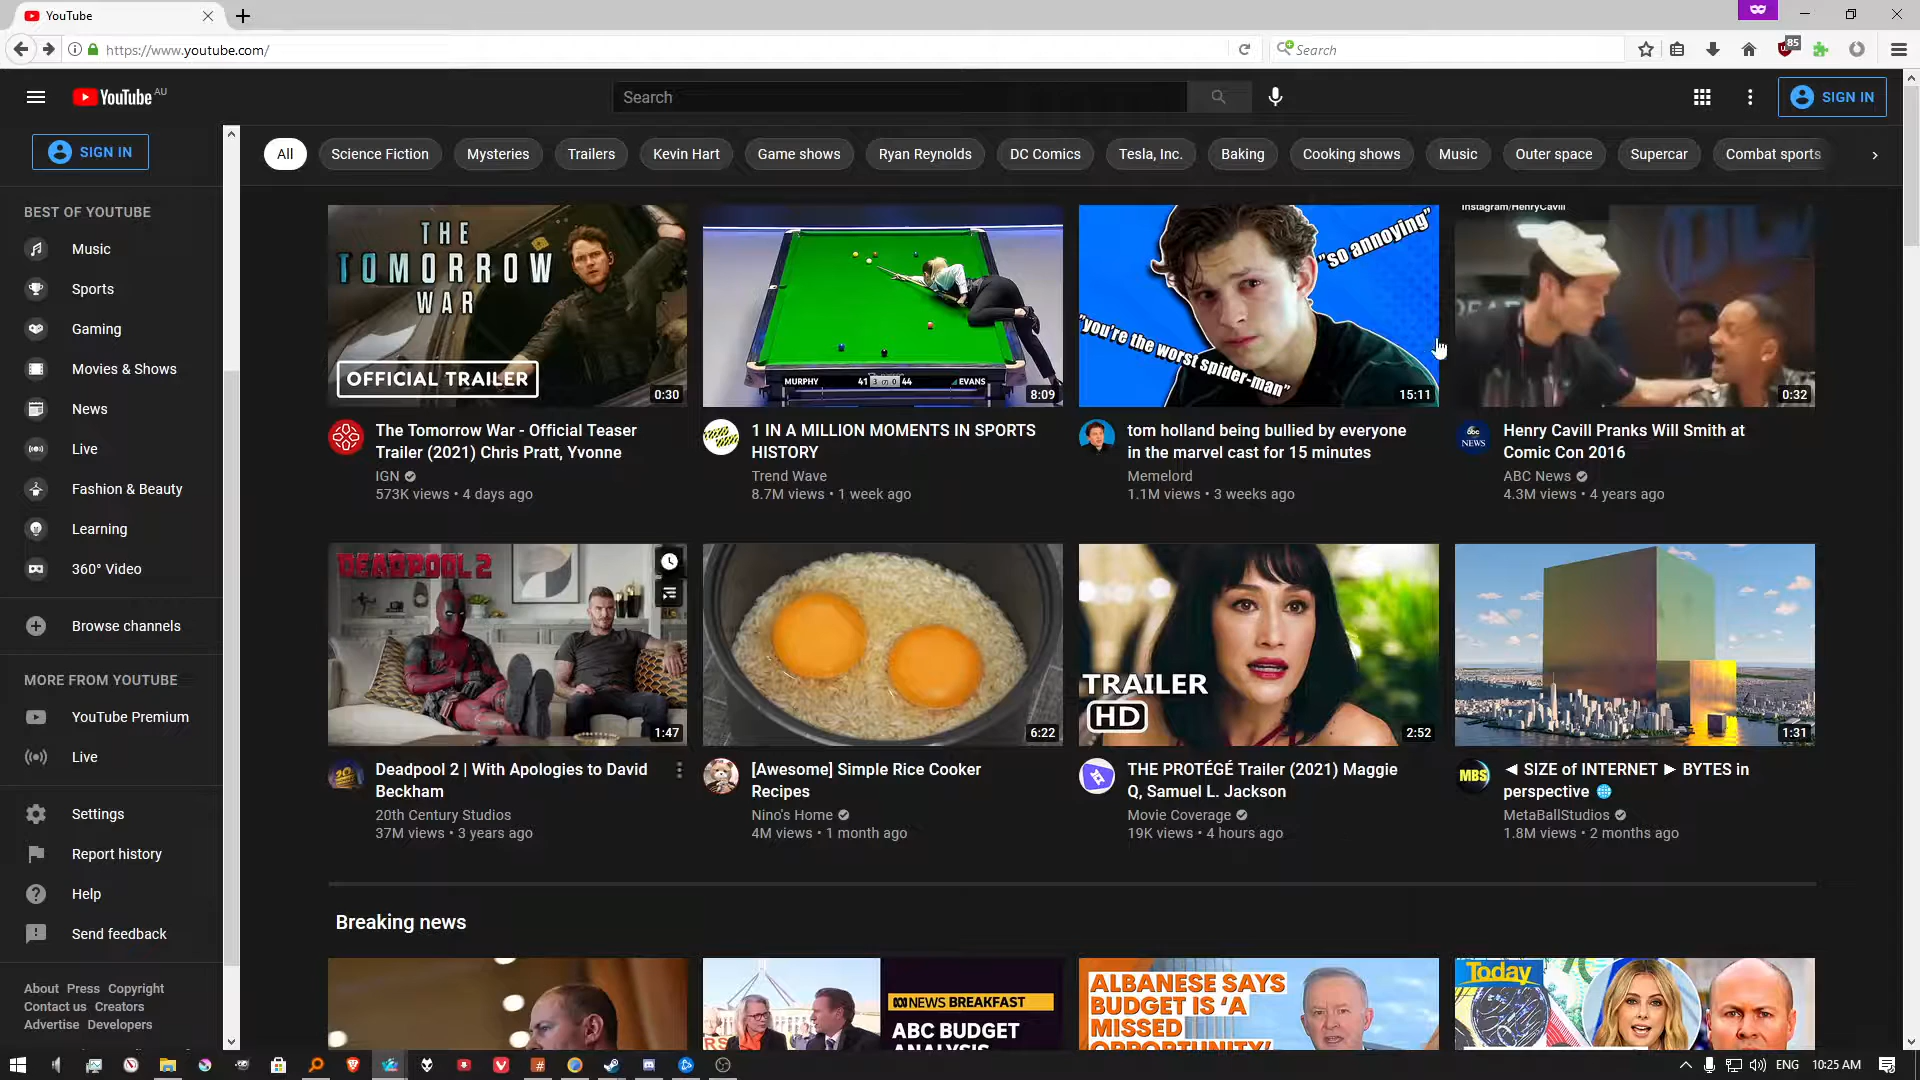 YouTube
https://www.youtube.com/
Search
85
YouTube AU
Search
SIGN IN
SIGN IN
All
Science Fiction
Mysteries
Trailers
Kevin Hart
Game shows
Ryan Reynolds
DC Comics
Tesla, Inc.
Baking
Cooking shows
Music
Outer space
Supercar
Combat sports
BEST OF YOUTUBE
Music
Sports
Gaming
Movies & Shows
News
Live
Fashion & Beauty
Learning
360° Video
Browse channels
MORE FROM YOUTUBE
YouTube Premium
Live
Settings
Report history
Help
Send feedback
About Press Copyright
Contact us Creators
Advertise Developers
THE
TOMORROW
WAR
OFFICIAL TRAILER
0:30
The Tomorrow War - Official Teaser
Trailer (2021) Chris Pratt, Yvonne
IGN
573K views • 4 days ago
MURPHY 41 3 (7) 0 44 EVANS
8:09
1 IN A MILLION MOMENTS IN SPORTS
HISTORY
Trend Wave
8.7M views • 1 week ago
"so annoying"
"you're the worst spider-man"
15:11
tom holland being bullied by everyone
in the marvel cast for 15 minutes
Memelord
1.1M views • 3 weeks ago
Instagram/HenryCavill
0:32
abc
NEWS
Henry Cavill Pranks Will Smith at
Comic Con 2016
ABC News
4.3M views • 4 years ago
DEADPOOL 2
1:47
Deadpool 2 | With Apologies to David
Beckham
20th Century Studios
37M views • 3 years ago
6:22
[Awesome] Simple Rice Cooker
Recipes
Nino's Home
4M views • 1 month ago
TRAILER
HD
2:52
THE PROTÉGÉ Trailer (2021) Maggie
Q, Samuel L. Jackson
Movie Coverage
19K views • 4 hours ago
1:31
MBS
◄ SIZE of INTERNET ► BYTES in
perspective
MetaBallStudios
1.8M views • 2 months ago
Breaking news
NEWS BREAKFAST
ABC BUDGET
ANALYSIS
ALBANESE SAYS
BUDGET IS 'A
MISSED
OPPORTUNITY'
Today
ENG
10:25 AM